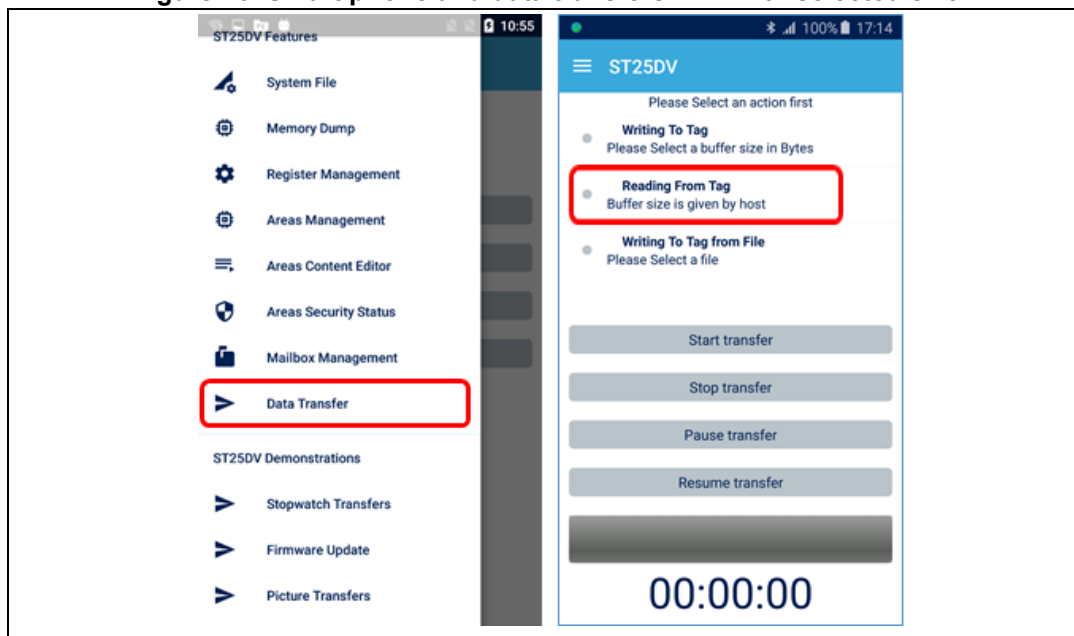 10:55
ST25DV Features
System File
Memory Dump
Register Management
Areas Management
Areas Content Editor
Areas Security Status
Mailbox Management
Data Transfer
ST25DV Demonstrations
Stopwatch Transfers
Firmware Update
Picture Transfers
100% 17:14
ST25DV
Please Select an action first
Writing To Tag
Please Select a buffer size in Bytes
Reading From Tag
Buffer size is given by host
Writing To Tag from File
Please Select a file
Start transfer
Stop transfer
Pause transfer
Resume transfer
00:00:00